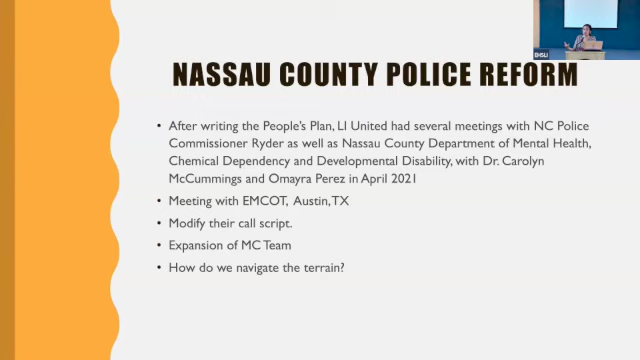 EHSLI
NASSAU COUNTY POLICE REFORM
• After writing the People's Plan, LI United had several meetings with NC Police
Commissioner Ryder as well as Nassau County Department of Mental Health,
Chemical Dependency and Developmental Disability, with Dr. Carolyn
McCummings and Omayra Perez in April 2021
• Meeting with EMCOT, Austin, TX
• Modify their call script.
• Expansion of MC Team
• How do we navigate the terrain?